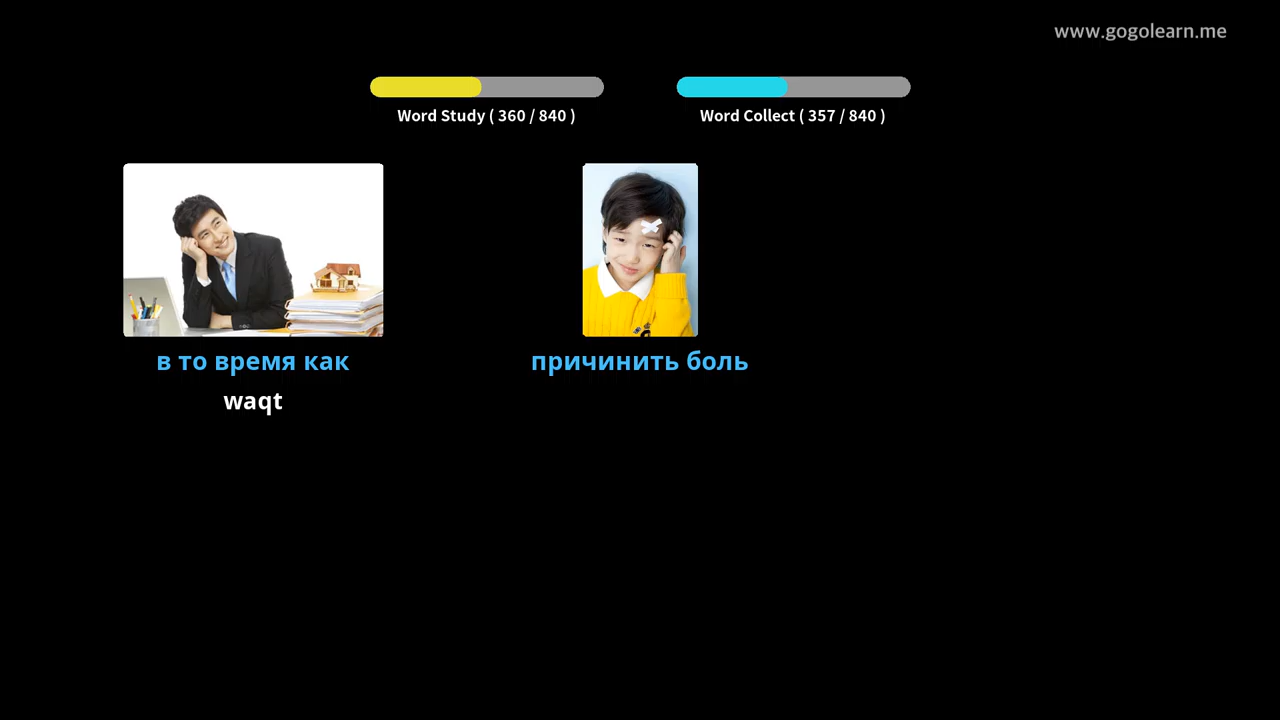 www.gogolearn.me
Word Study ( 360 / 840 )
Word Collect ( 357 / 840 )
в то время как
причинить боль
waqt